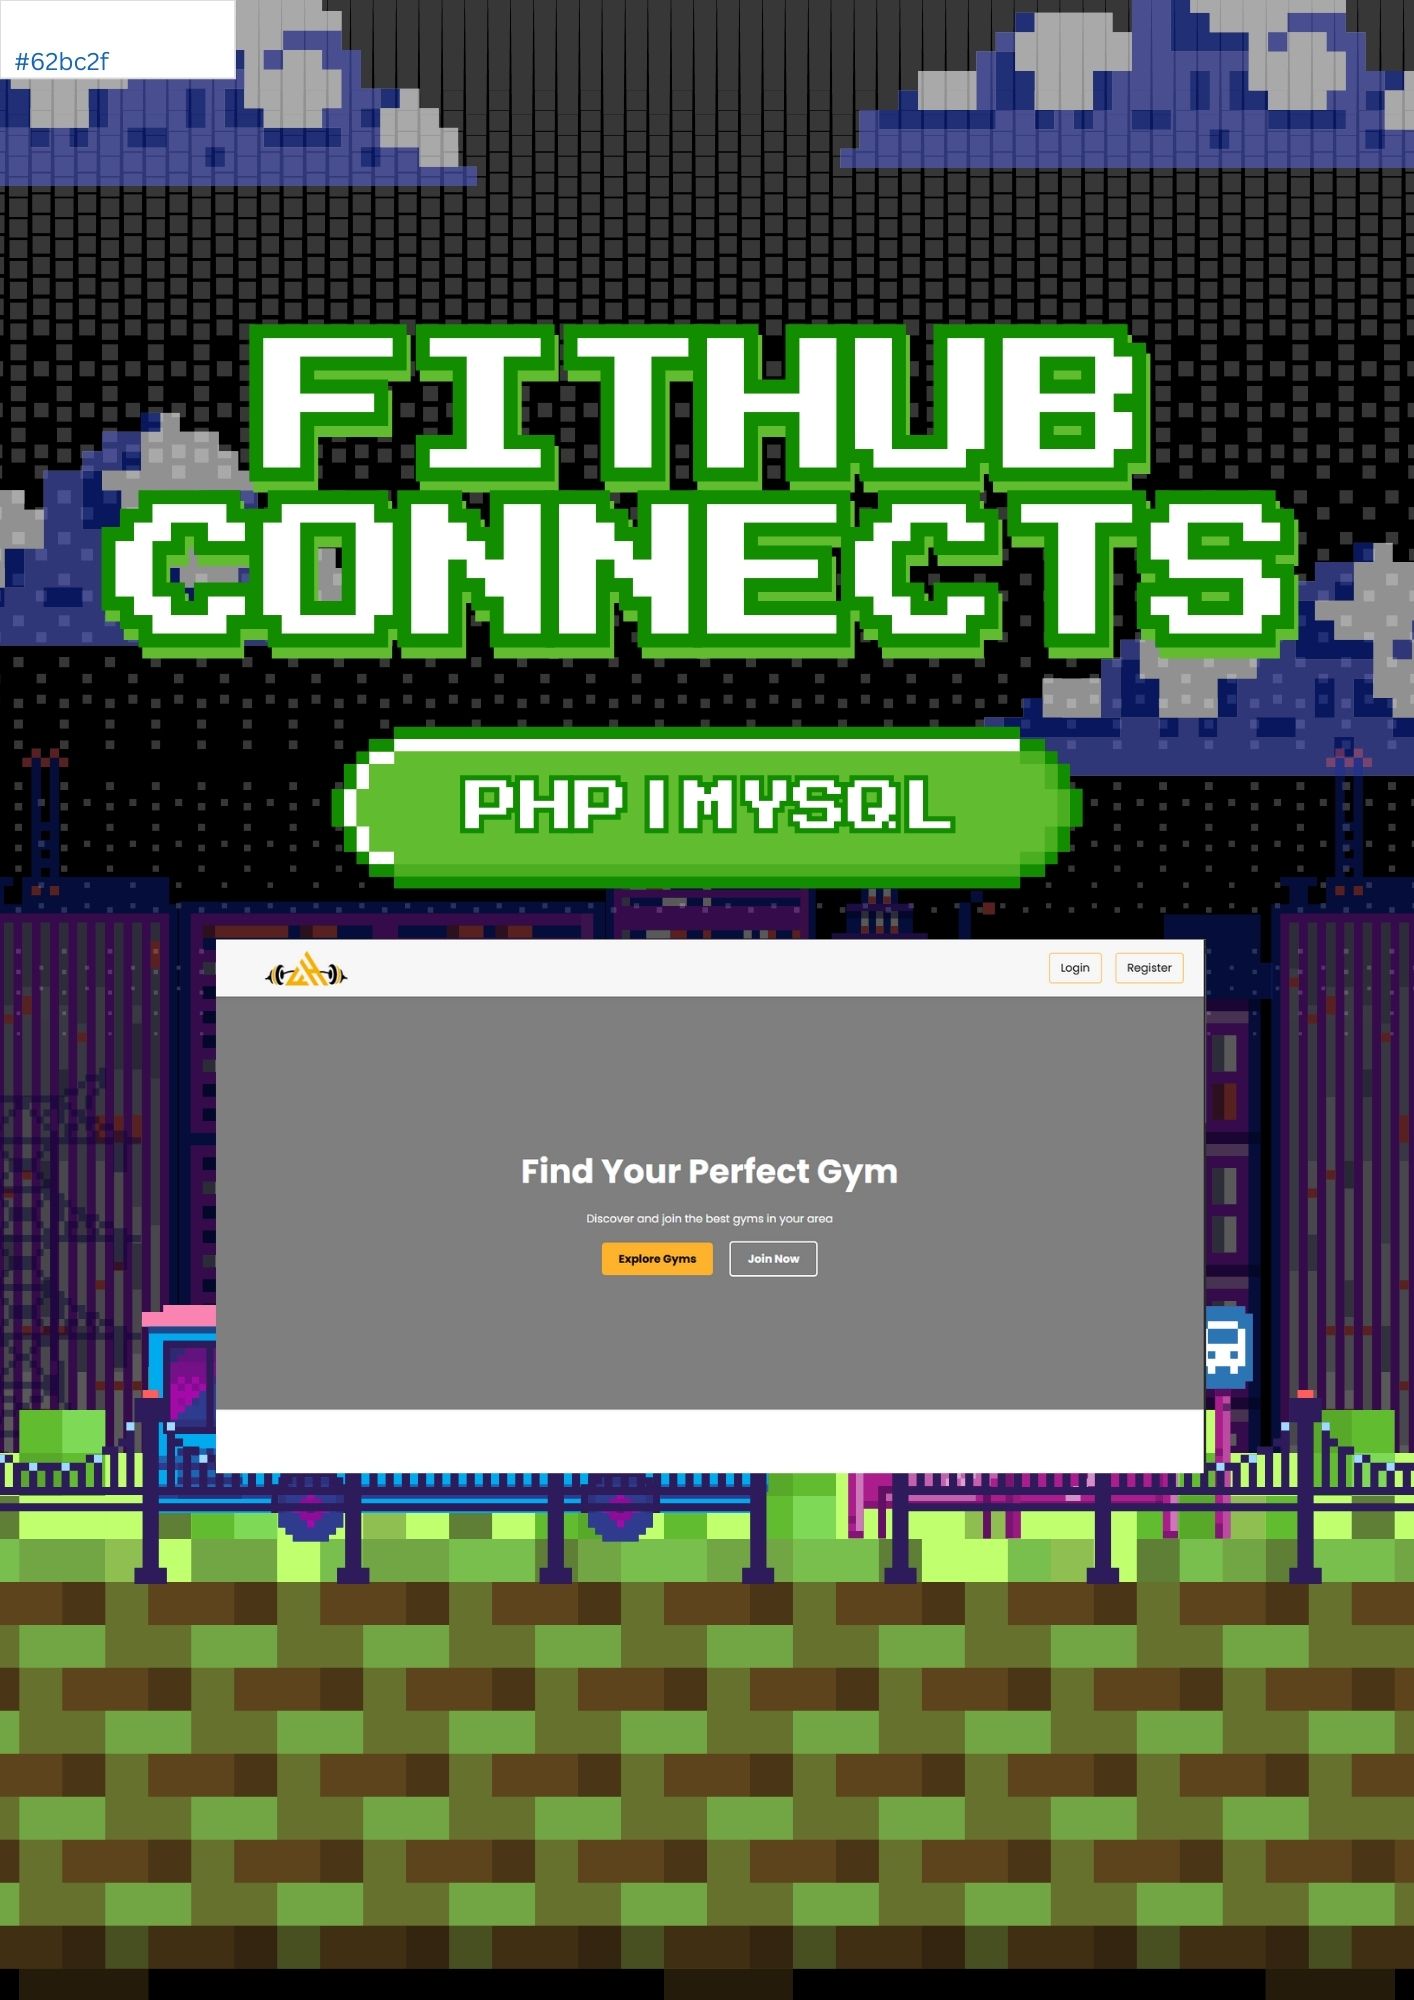 #62bc2f
FITHUB
CONNECTS
PHP|MYSQL
Login Register
Find Your Perfect Gym
Discover and join the best gyms in your area
Explore Gyms Join Now